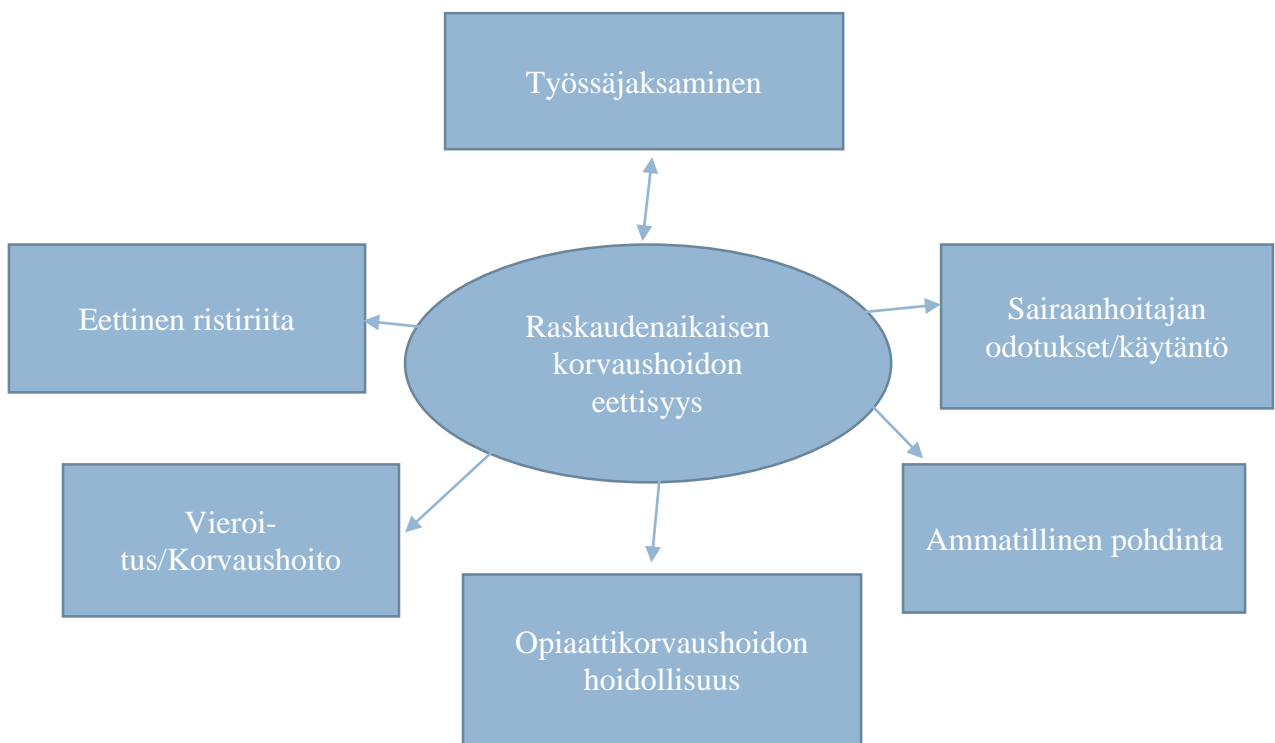 Työssäjaksaminen
Eettinen ristiriita
Raskaudenaikaisen
korvaushoidon
eettisyys
Sairaanhoitajan
odotukset/käytäntö
Vieroi-
tus/Korvaushoito
Ammatillinen pohdinta
Opiaattikorvaushoidon
hoidollisuus